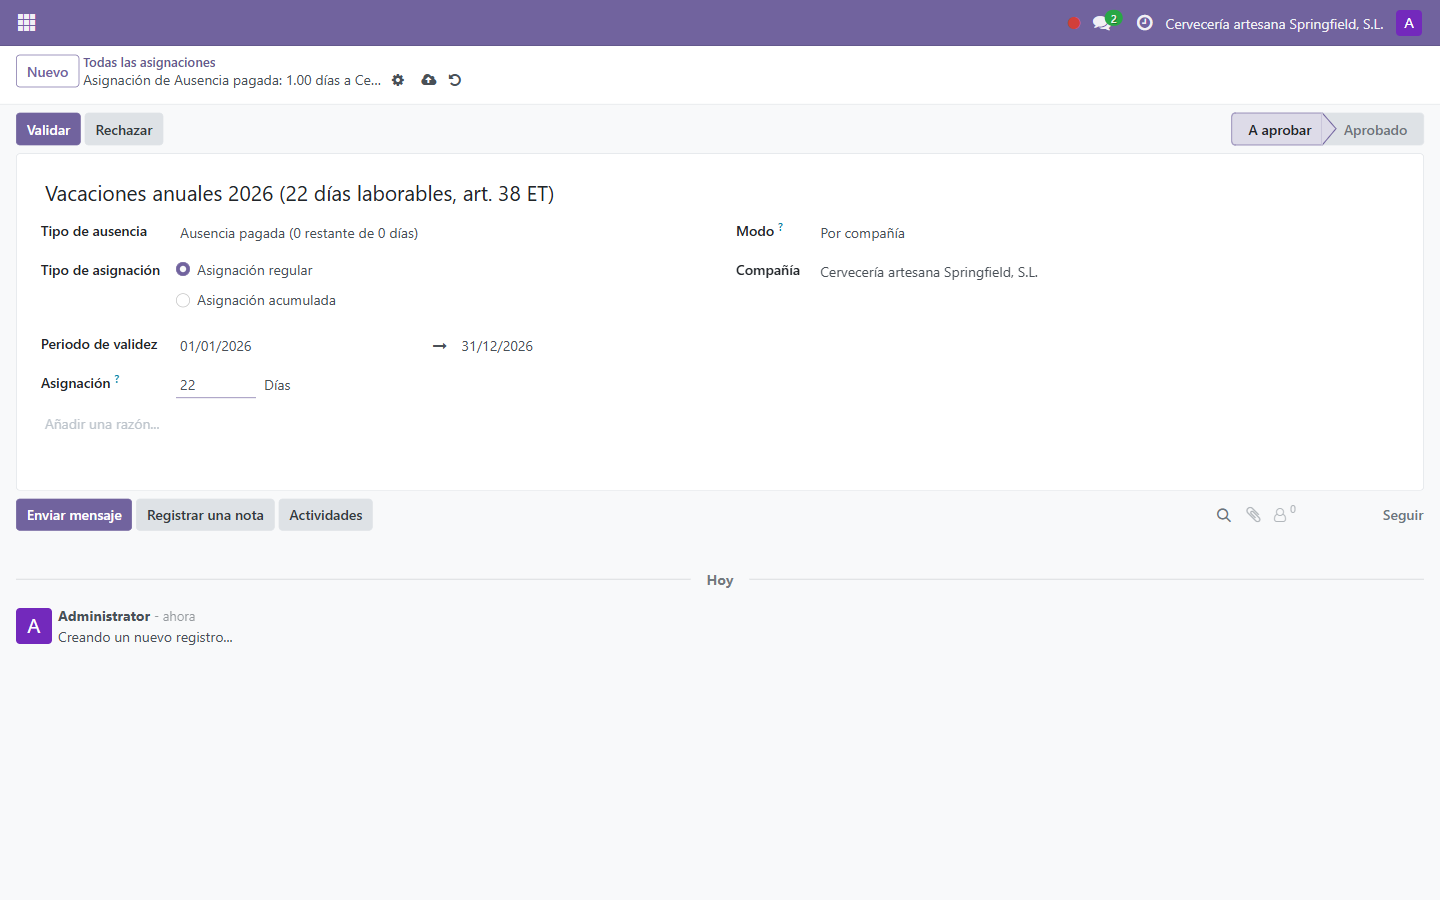 2
Cervecería artesana Springfield, S.L.
A
Nuevo
Todas las asignaciones
Asignación de Ausencia pagada: 1.00 días a Ce...
Validar
Rechazar
A aprobar
Aprobado
Vacaciones anuales 2026 (22 días laborables, art. 38 ET)
Tipo de ausencia
Ausencia pagada (0 restante de 0 días)
Modo ?
Por compañía
Tipo de asignación
Asignación regular
Compañía
Cervecería artesana Springfield, S.L.
Asignación acumulada
Periodo de validez
01/01/2026
31/12/2026
Asignación ?
22
Días
Añadir una razón...
Enviar mensaje
Registrar una nota
Actividades
0
Seguir
Hoy
A
Administrator - ahora
Creando un nuevo registro...